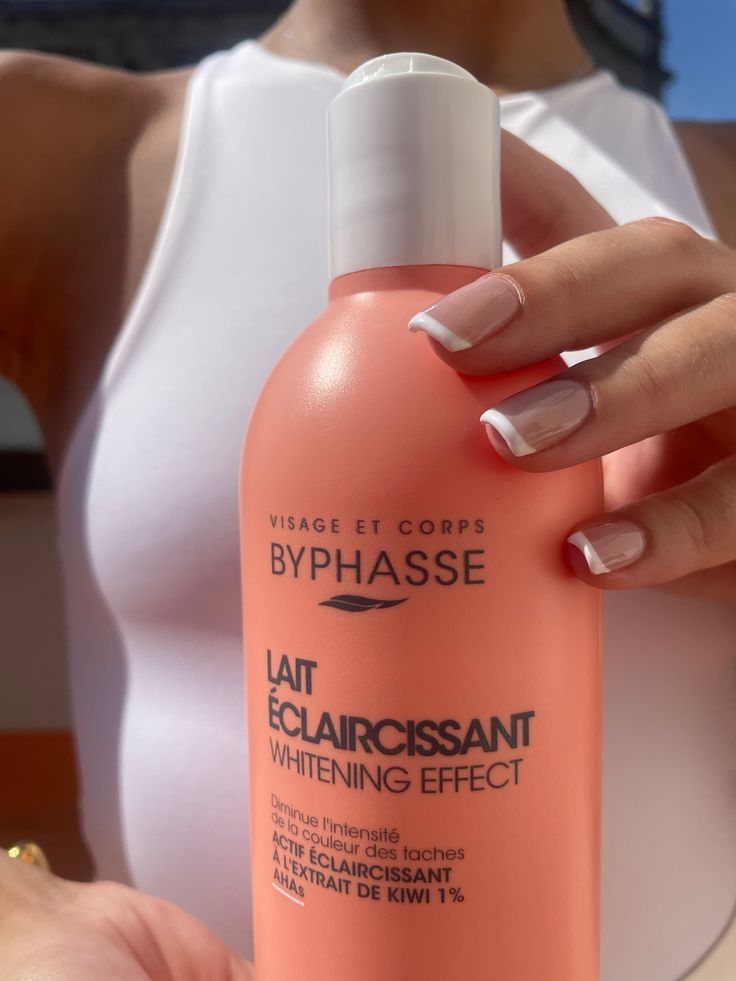 VISAGE ET CORPS
BYPHASSE
LAIT
ÉCLAIRCISSANT
WHITENING EFFECT
Diminue l'intensité
de la couleur des taches
ACTIF ÉCLAIRCISSANT
À L'EXTRAIT DE KIWI 1%
AHAs